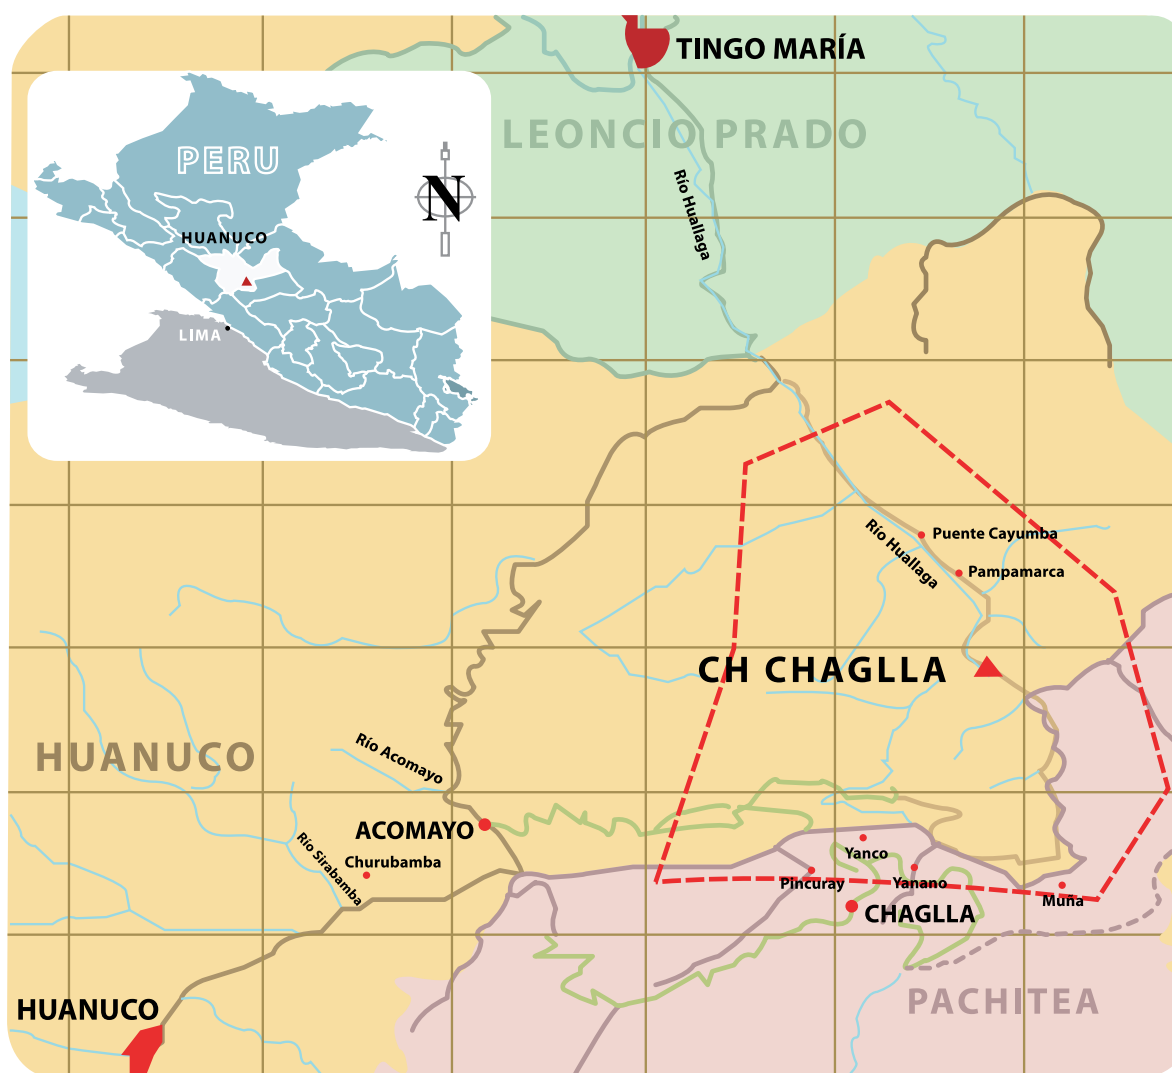 TINGO MARÍA
LEONCIO PRADO
PERU
N
Río Huallaga
HUANUCO
LIMA
Río Huallaga
Puente Cayumba
Pampamarca
CH CHAGLLA
HUANUCO
Río Acomayo
ACOMAYO
Río Sirabamba
Churubamba
Yanco
Pincuray
Yanano
Muña
CHAGLLA
PACHITEA
HUANUCO